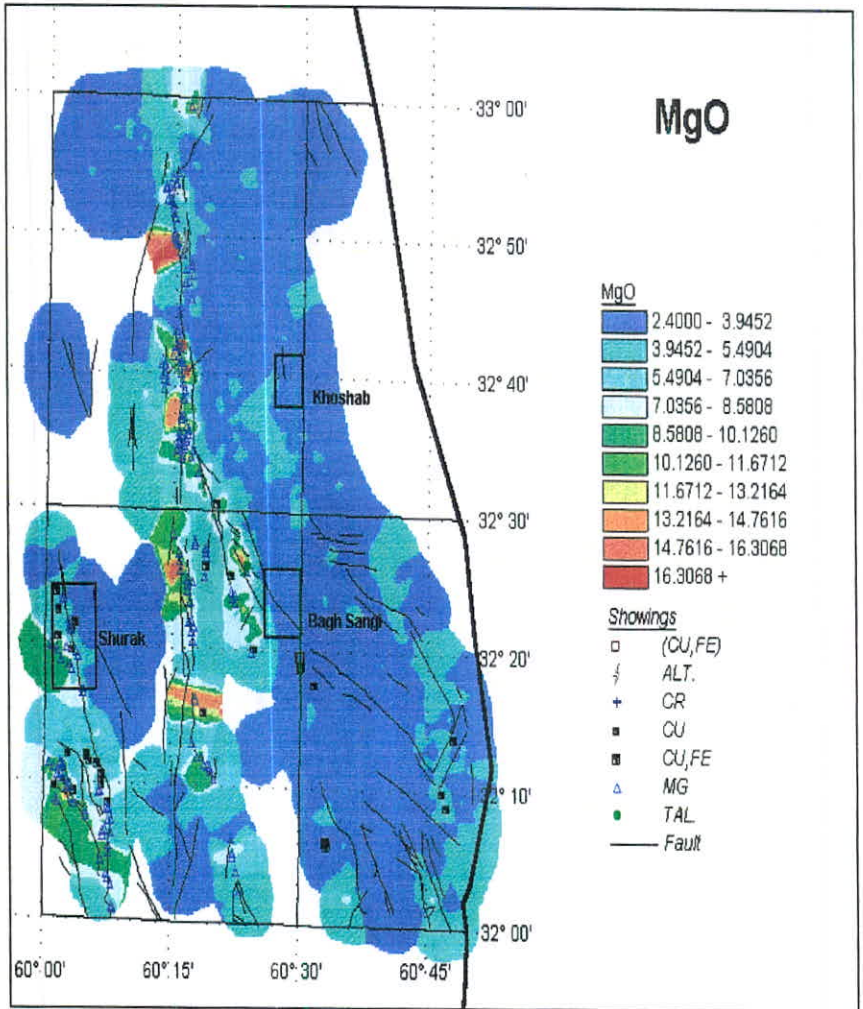 MgO
33° 00'
32° 50'
32° 40'
32° 30'
32° 20'
32° 10'
32° 00'
60° 00'
60° 15'
60° 30'
60° 45'
Khoshab
Bagh Sangi
Shurak
MgO
2.4000 - 3.9452
3.9452 - 5.4904
5.4904 - 7.0356
7.0356 - 8.5808
8.5808 - 10.1260
10.1260 - 11.6712
11.6712 - 13.2164
13.2164 - 14.7616
14.7616 - 16.3068
16.3068 +
Showings
(CU,FE)
ALT.
CR
CU
CU,FE
MG
TAL.
Fault